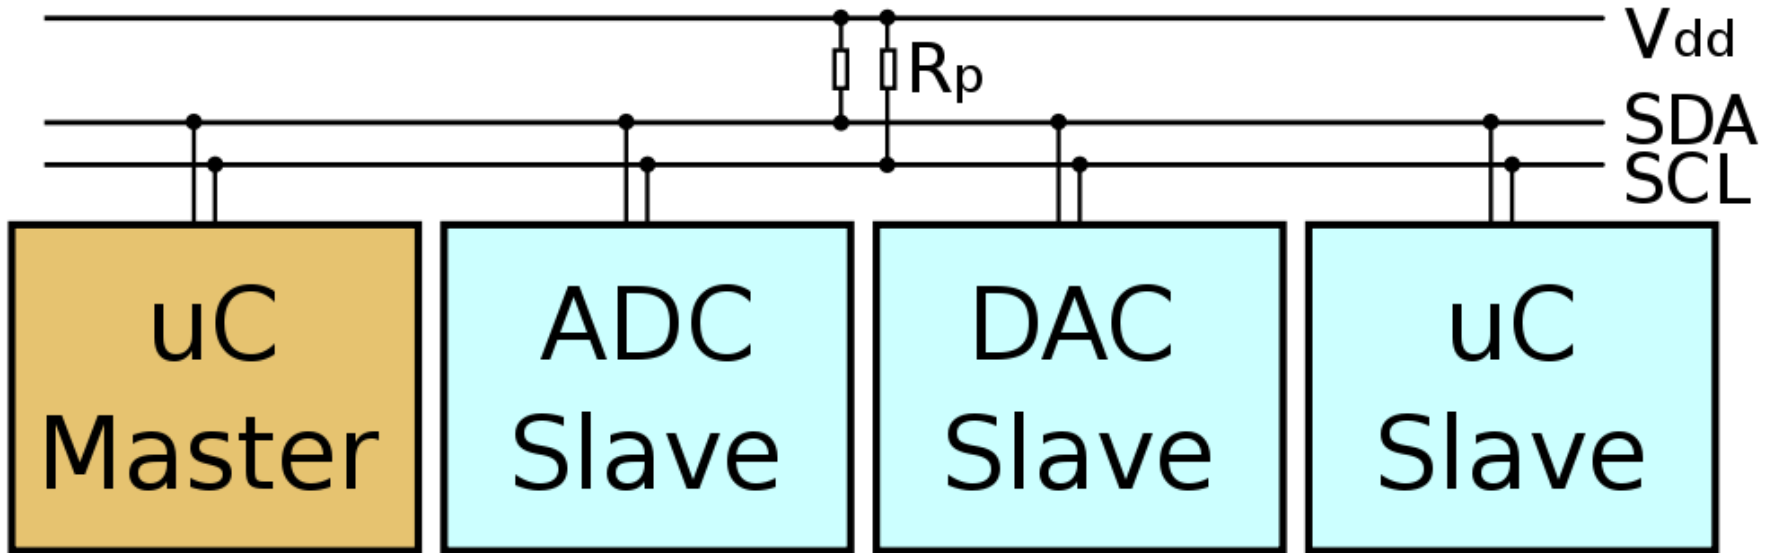 Vdd
Rp
SDA
SCL
uC
Master
ADC
Slave
DAC
Slave
uC
Slave